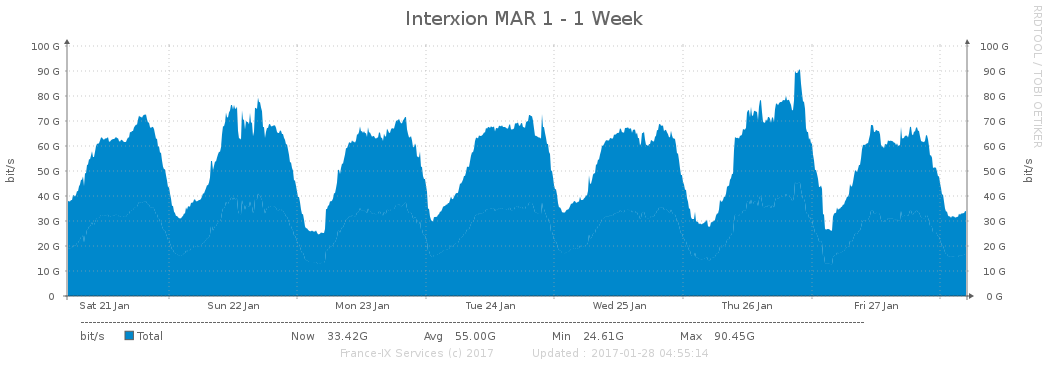 Interxion MAR 1 - 1 Week
RRDTOOL / TOBI OETIKER
bit/s
100 G 100 G
90 G 90 G
80 G 80 G
70 G 70 G
60 G 60 G
50 G 50 G
40 G 40 G
30 G 30 G
20 G 20 G
10 G 10 G
0 0 G
bit/s
Sat 21 Jan Sun 22 Jan Mon 23 Jan Tue 24 Jan Wed 25 Jan Thu 26 Jan Fri 27 Jan
bit/s Total Now 33.42G Avg 55.00G Min 24.61G Max 90.45G
France-IX Services (c) 2017 Updated : 2017-01-28 04:55:14